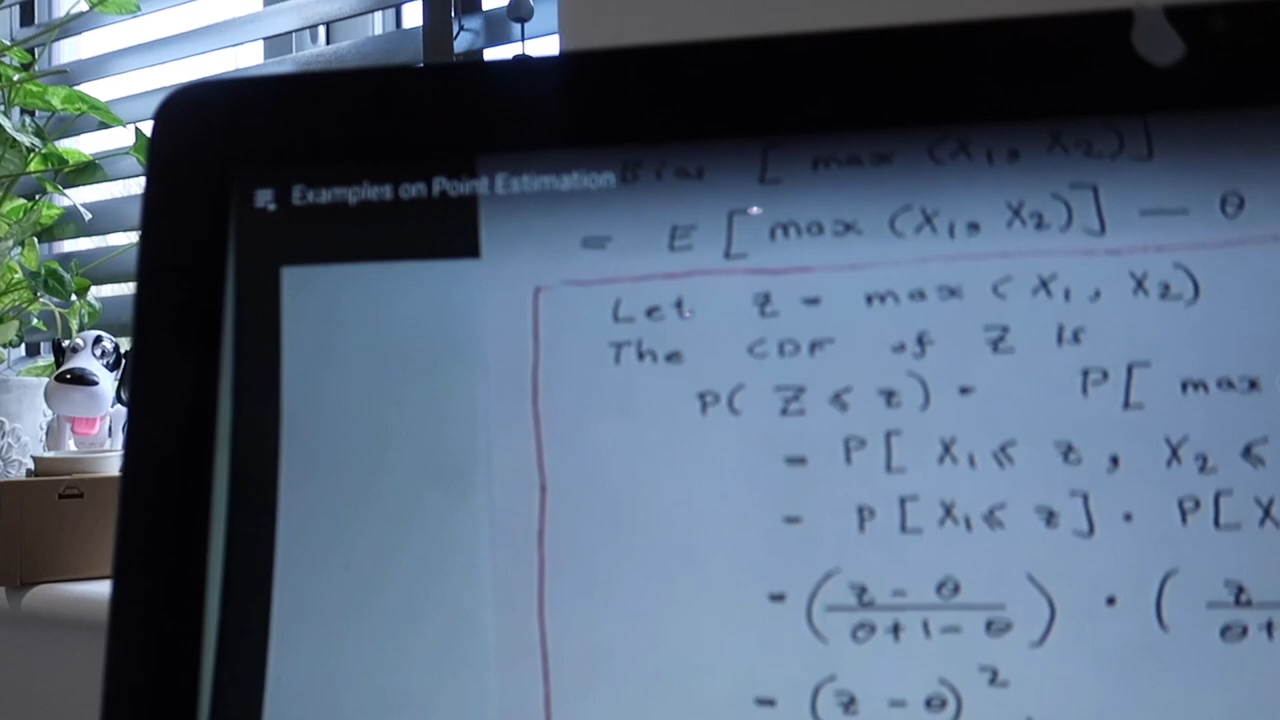 Bias [ max (X₁, X₂)]
Examples on Point Estimation
= E [ max (X₁, X₂)] — θ
Let Z = max (X₁, X₂)
The CDF of Z is
P( Z ≤ z) = P[ max
= P[ X₁ ≤ z, X₂ ≤
= P[X₁ ≤ z] · P[X
= (z - θ / θ + 1 - θ) · (z / θ +
= (z - θ)²